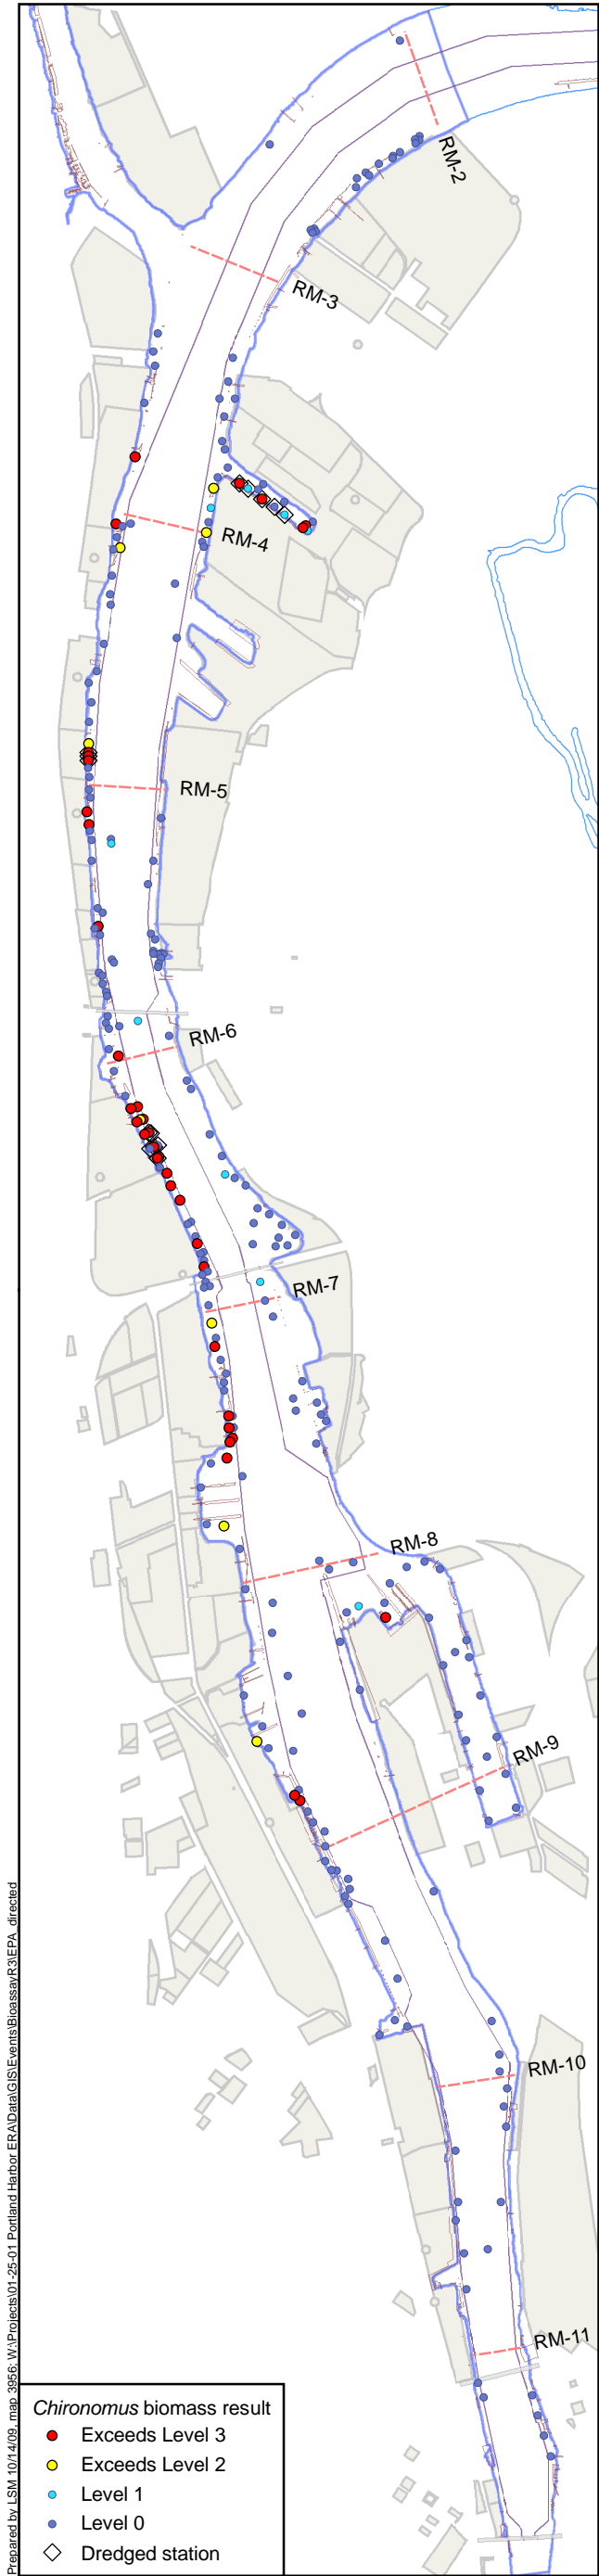 RM-2
RM-3
RM-4
RM-5
RM-6
RM-7
RM-8
RM-9
RM-10
RM-11
Prepared by LSM 10/14/09, map 3956; W:\Projects\01-25-01 Portland Harbor ERA\Data\GIS\Events\BioassayR3\EPA_directed
Chironomus biomass result
Exceeds Level 3
Exceeds Level 2
Level 1
Level 0
Dredged station